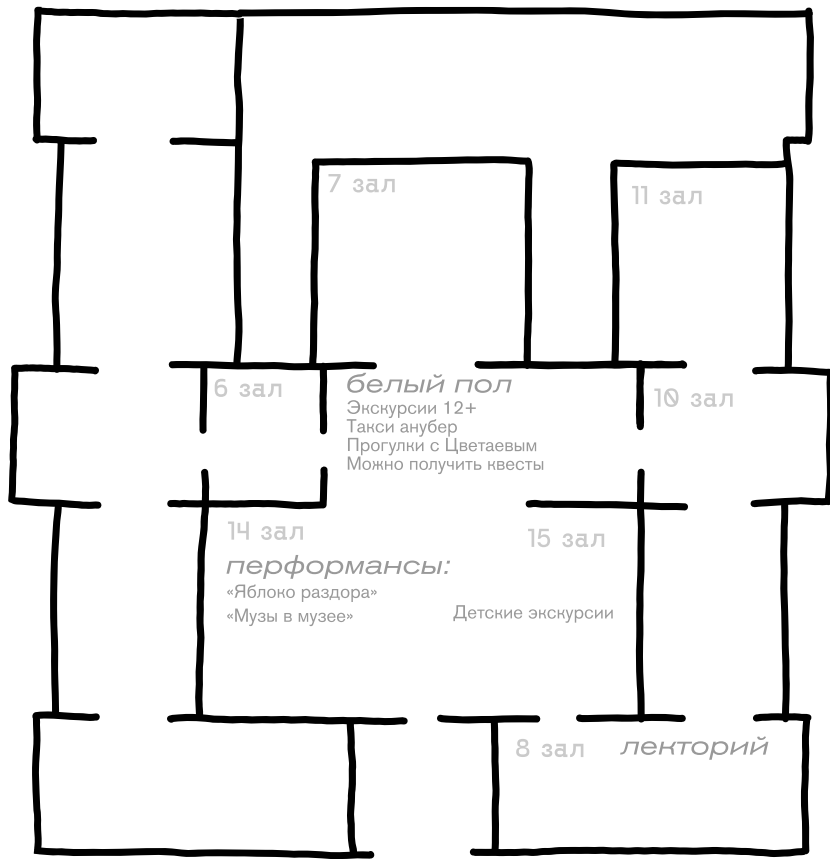 7 зал
11 зал
6 зал
белый пол
Экскурсии 12+
Такси анубер
Прогулки с Цветаевым
Можно получить квесты
10 зал
14 зал
15 зал
перформансы:
«Яблоко раздора»
«Музы в музее»
Детские экскурсии
8 зал
лекторий